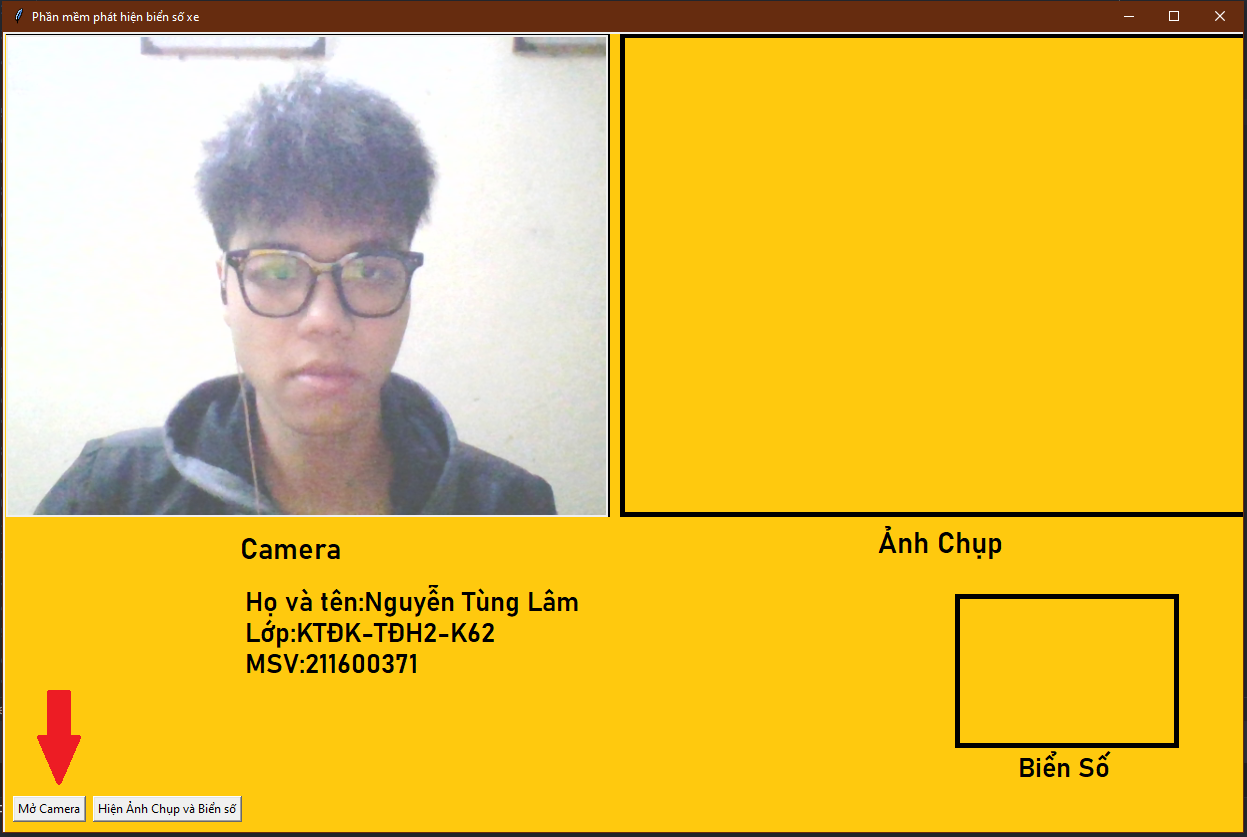 Phần mềm phát hiện biển số xe
Camera
Ảnh Chụp
Họ và tên:Nguyễn Tùng Lâm
Lớp:KTĐK-TĐH2-K62
MSV:211600371
Biển Số
Mở Camera
Hiện Ảnh Chụp và Biển số